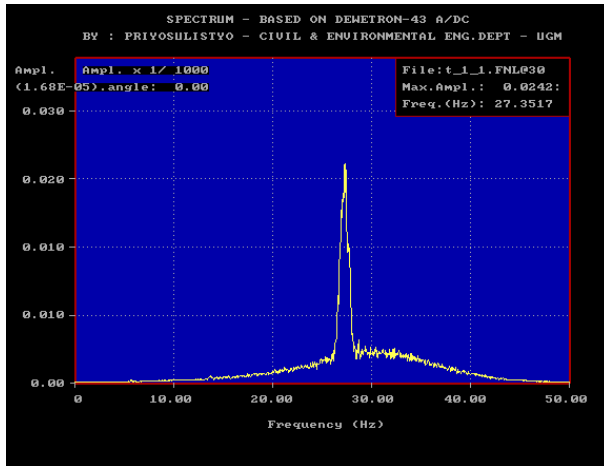 SPECTRUM - BASED ON DEWETRON-43 A/DC
BY : PRIYOSULISTYO - CIVIL & ENVIRONMENTAL ENG.DEPT - UGM
Ampl. Ampl. x 1/ 1000
(1.68E-05).angle: 0.00
File:t_1_1.FNL@30
Max.Ampl.: 0.0242:
Freq.(Hz): 27.3517
0.030
0.020
0.010
0.010
0.00
0 10.00 20.00 30.00 40.00 50.00
Frequency (Hz)